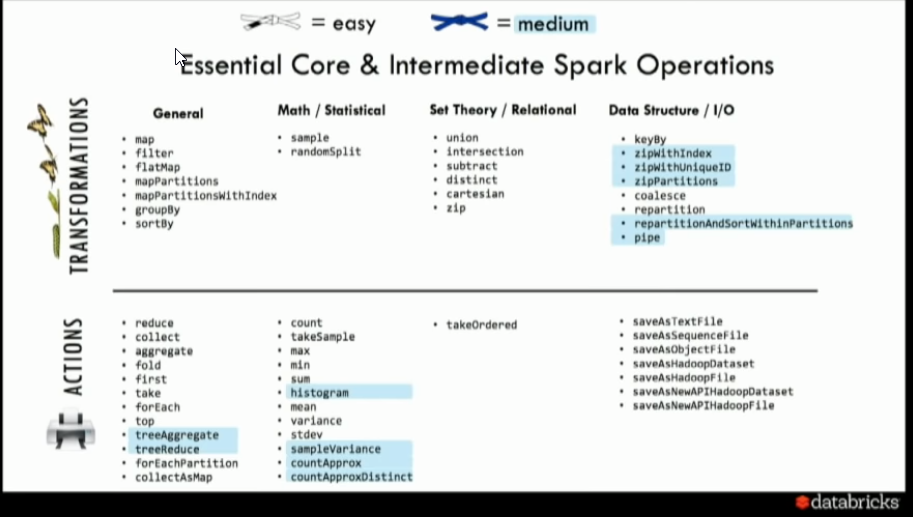 = easy
= medium
Essential Core & Intermediate Spark Operations
TRANSFORMATIONS
General
• map
• filter
• flatMap
• mapPartitions
• mapPartitionsWithIndex
• groupBy
• sortBy
Math / Statistical
• sample
• randomSplit
Set Theory / Relational
• union
• intersection
• subtract
• distinct
• cartesian
• zip
Data Structure / I/O
• keyBy
• zipWithIndex
• zipWithUniqueID
• zipPartitions
• coalesce
• repartition
• repartitionAndSortWithinPartitions
• pipe
ACTIONS
• reduce
• collect
• aggregate
• fold
• first
• take
• forEach
• top
• treeAggregate
• treeReduce
• forEachPartition
• collectAsMap
• count
• takeSample
• max
• min
• sum
• histogram
• mean
• variance
• stdev
• sampleVariance
• countApprox
• countApproxDistinct
• takeOrdered
• saveAsTextFile
• saveAsSequenceFile
• saveAsObjectFile
• saveAsHadoopDataset
• saveAsHadoopFile
• saveAsNewAPIHadoopDataset
• saveAsNewAPIHadoopFile
databricks